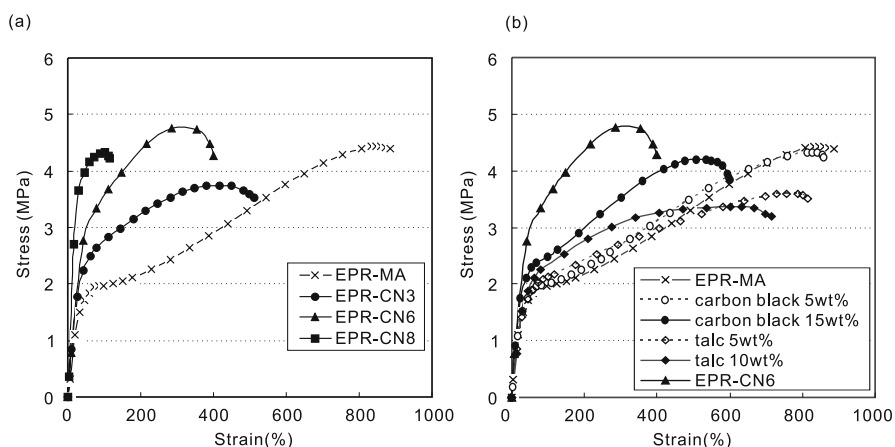 (a)
6
5
4
3
2
1
0
Stress (MPa)
0 200 400 600 800 1000
Strain(%)
EPR-MA
EPR-CN3
EPR-CN6
EPR-CN8
(b)
6
5
4
3
2
1
0
Stress (MPa)
0 200 400 600 800 1000
Strain(%)
EPR-MA
carbon black 5wt%
carbon black 15wt%
talc 5wt%
talc 10wt%
EPR-CN6